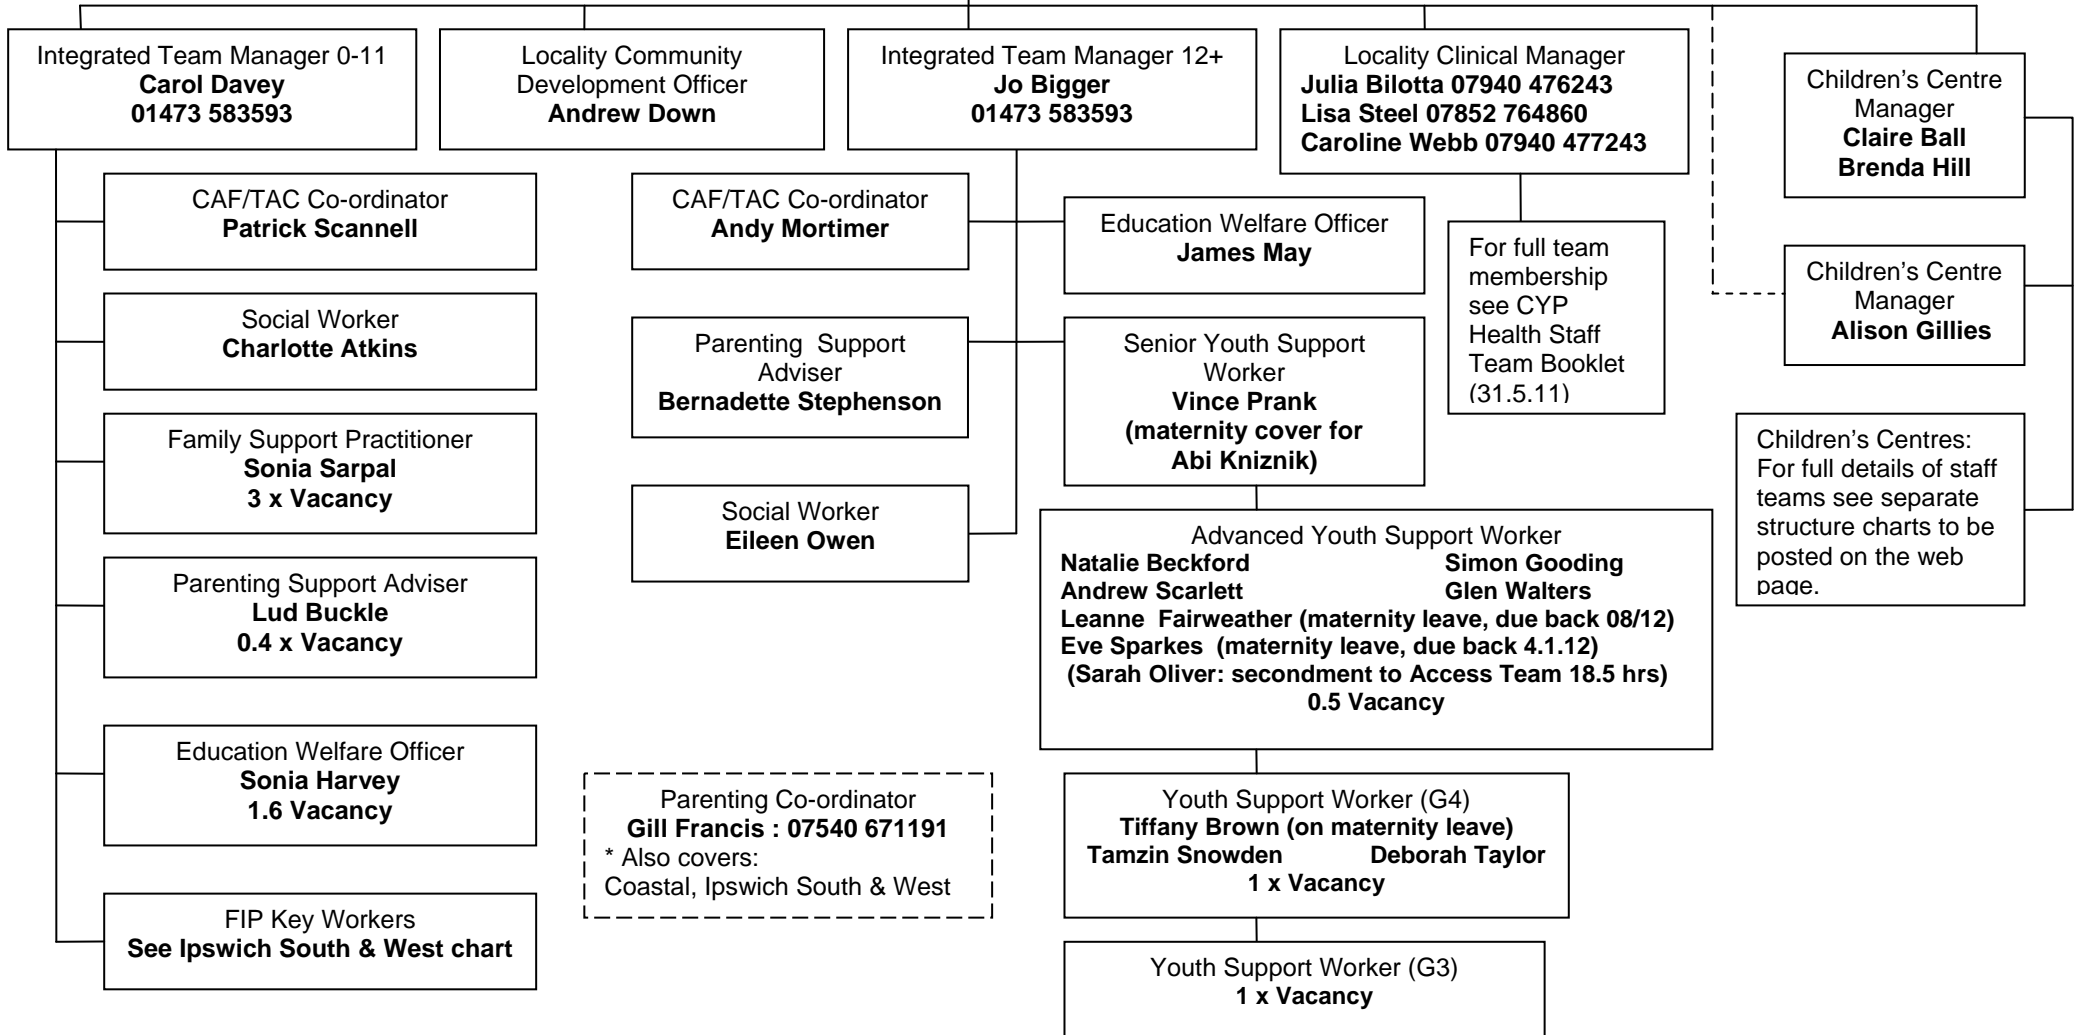 Integrated Team Manager 0-11
Carol Davey
01473 583593
Locality Community
Development Officer
Andrew Down
Integrated Team Manager 12+
Jo Bigger
01473 583593
Locality Clinical Manager
Julia Bilotta 07940 476243
Lisa Steel 07852 764860
Caroline Webb 07940 477243
Children’s Centre
Manager
Claire Ball
Brenda Hill
CAF/TAC Co-ordinator
Patrick Scannell
Social Worker
Charlotte Atkins
Family Support Practitioner
Sonia Sarpal
3 x Vacancy
Parenting Support Adviser
Lud Buckle
0.4 x Vacancy
Education Welfare Officer
Sonia Harvey
1.6 Vacancy
FIP Key Workers
See Ipswich South & West chart
CAF/TAC Co-ordinator
Andy Mortimer
Parenting Support
Adviser
Bernadette Stephenson
Social Worker
Eileen Owen
Education Welfare Officer
James May
Senior Youth Support
Worker
Vince Prank
(maternity cover for
Abi Kniznik)
Advanced Youth Support Worker
Natalie Beckford Simon Gooding
Andrew Scarlett Glen Walters
Leanne Fairweather (maternity leave, due back 08/12)
Eve Sparkes (maternity leave, due back 4.1.12)
(Sarah Oliver: secondment to Access Team 18.5 hrs)
0.5 Vacancy
Youth Support Worker (G4)
Tiffany Brown (on maternity leave)
Tamzin Snowden Deborah Taylor
1 x Vacancy
Youth Support Worker (G3)
1 x Vacancy
Parenting Co-ordinator
Gill Francis : 07540 671191
* Also covers:
Coastal, Ipswich South & West
For full team
membership
see CYP
Health Staff
Team Booklet
(31.5.11)
Children’s Centre
Manager
Alison Gillies
Children’s Centres:
For full details of staff
teams see separate
structure charts to be
posted on the web
page.